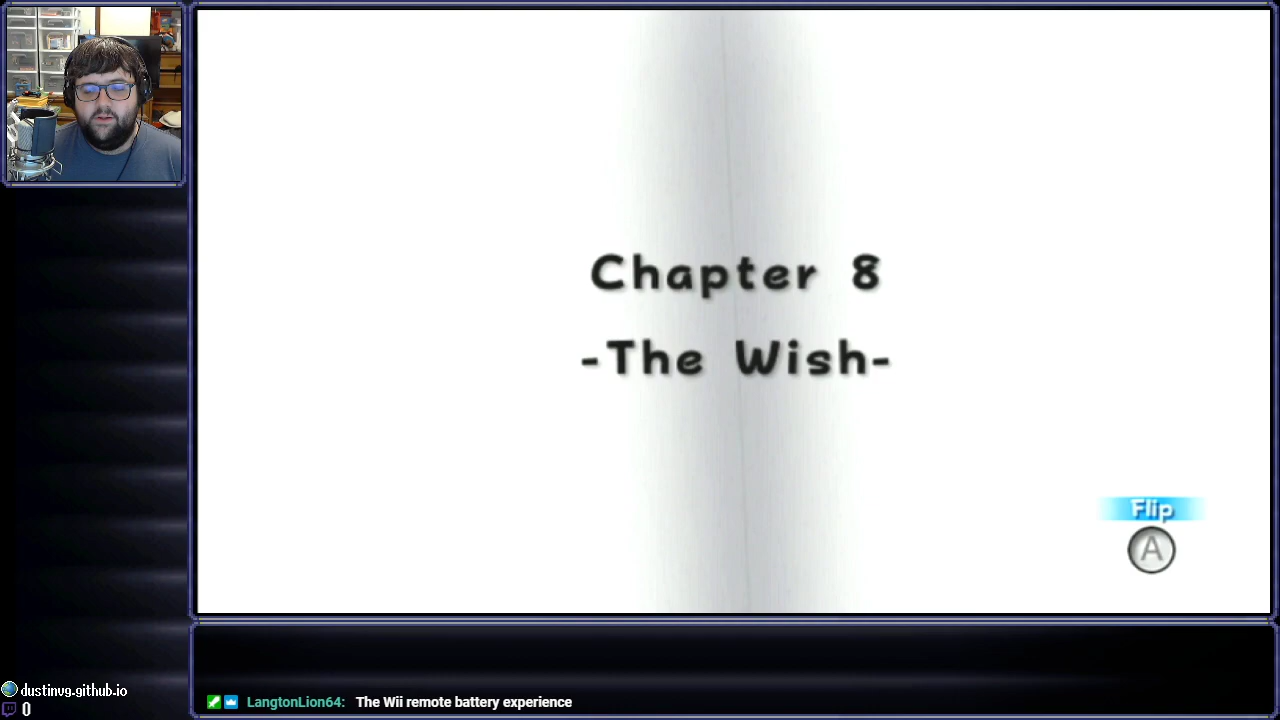 Chapter 8
-The Wish-
Flip
A
dustinvg.github.io
0
LangtonLion64: The Wii remote battery experience